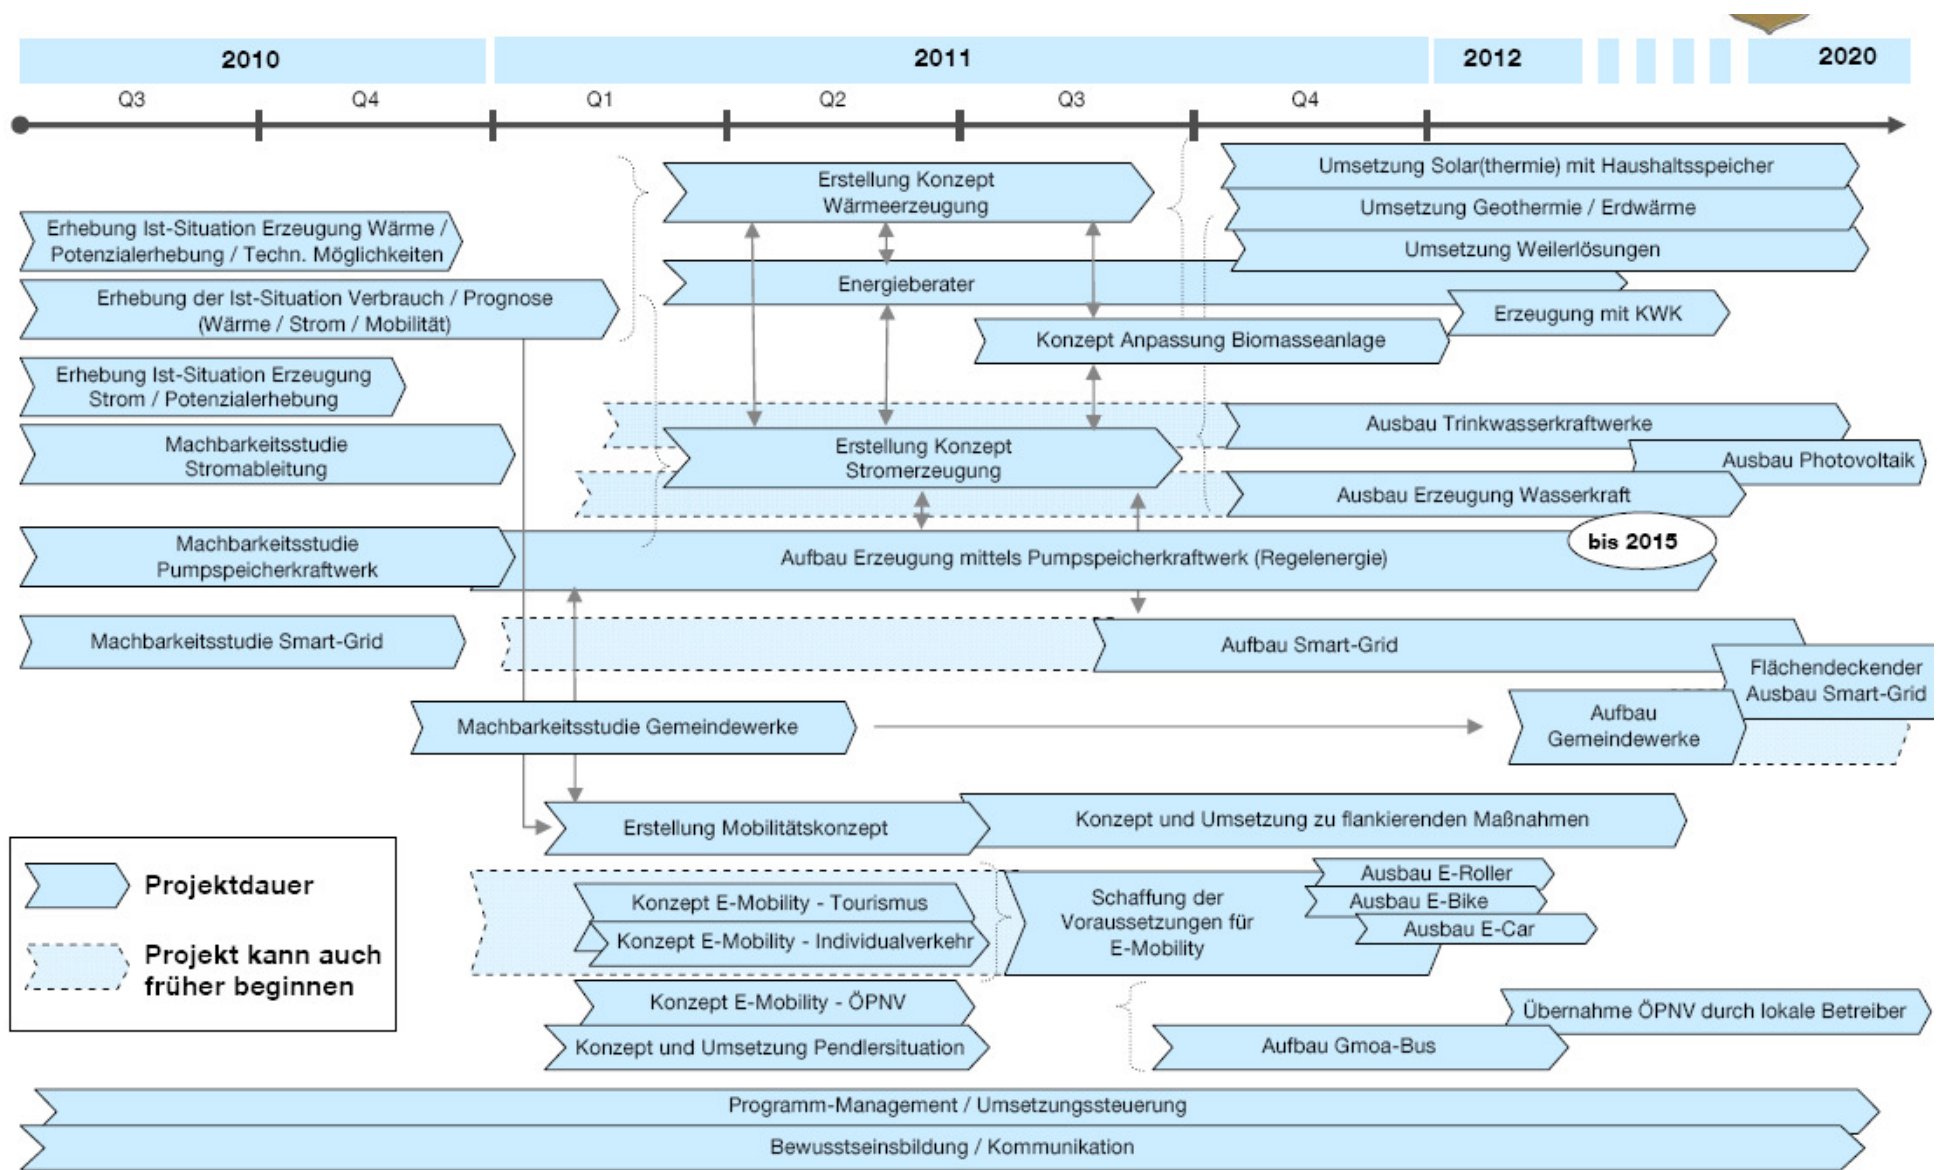 2010
2011
2012
2020
Q3
Q4
Q1
Q2
Q3
Q4
Erstellung Konzept
Wärmeerzeugung
Umsetzung Solar(thermie) mit Haushaltsspeicher
Umsetzung Geothermie / Erdwärme
Umsetzung Weilerlösungen
Erhebung Ist-Situation Erzeugung Wärme /
Potenzialerhebung / Techn. Möglichkeiten
Energieberater
Erhebung der Ist-Situation Verbrauch / Prognose
(Wärme / Strom / Mobilität)
Erzeugung mit KWK
Konzept Anpassung Biomasseanlage
Erhebung Ist-Situation Erzeugung
Strom / Potenzialerhebung
Ausbau Trinkwasserkraftwerke
Machbarkeitsstudie
Stromableitung
Erstellung Konzept
Stromerzeugung
Ausbau Photovoltaik
Ausbau Erzeugung Wasserkraft
Machbarkeitsstudie
Pumpspeicherkraftwerk
Aufbau Erzeugung mittels Pumpspeicherkraftwerk (Regelenergie)
bis 2015
Machbarkeitsstudie Smart-Grid
Aufbau Smart-Grid
Flächendeckender
Ausbau Smart-Grid
Machbarkeitsstudie Gemeindewerke
Aufbau
Gemeindewerke
Erstellung Mobilitätskonzept
Konzept und Umsetzung zu flankierenden Maßnahmen
Projektdauer
Projekt kann auch
früher beginnen
Konzept E-Mobility - Tourismus
Konzept E-Mobility - Individualverkehr
Schaffung der
Voraussetzungen für
E-Mobility
Ausbau E-Roller
Ausbau E-Bike
Ausbau E-Car
Konzept E-Mobility - ÖPNV
Übernahme ÖPNV durch lokale Betreiber
Konzept und Umsetzung Pendlersituation
Aufbau Gmoa-Bus
Programm-Management / Umsetzungssteuerung
Bewusstseinsbildung / Kommunikation